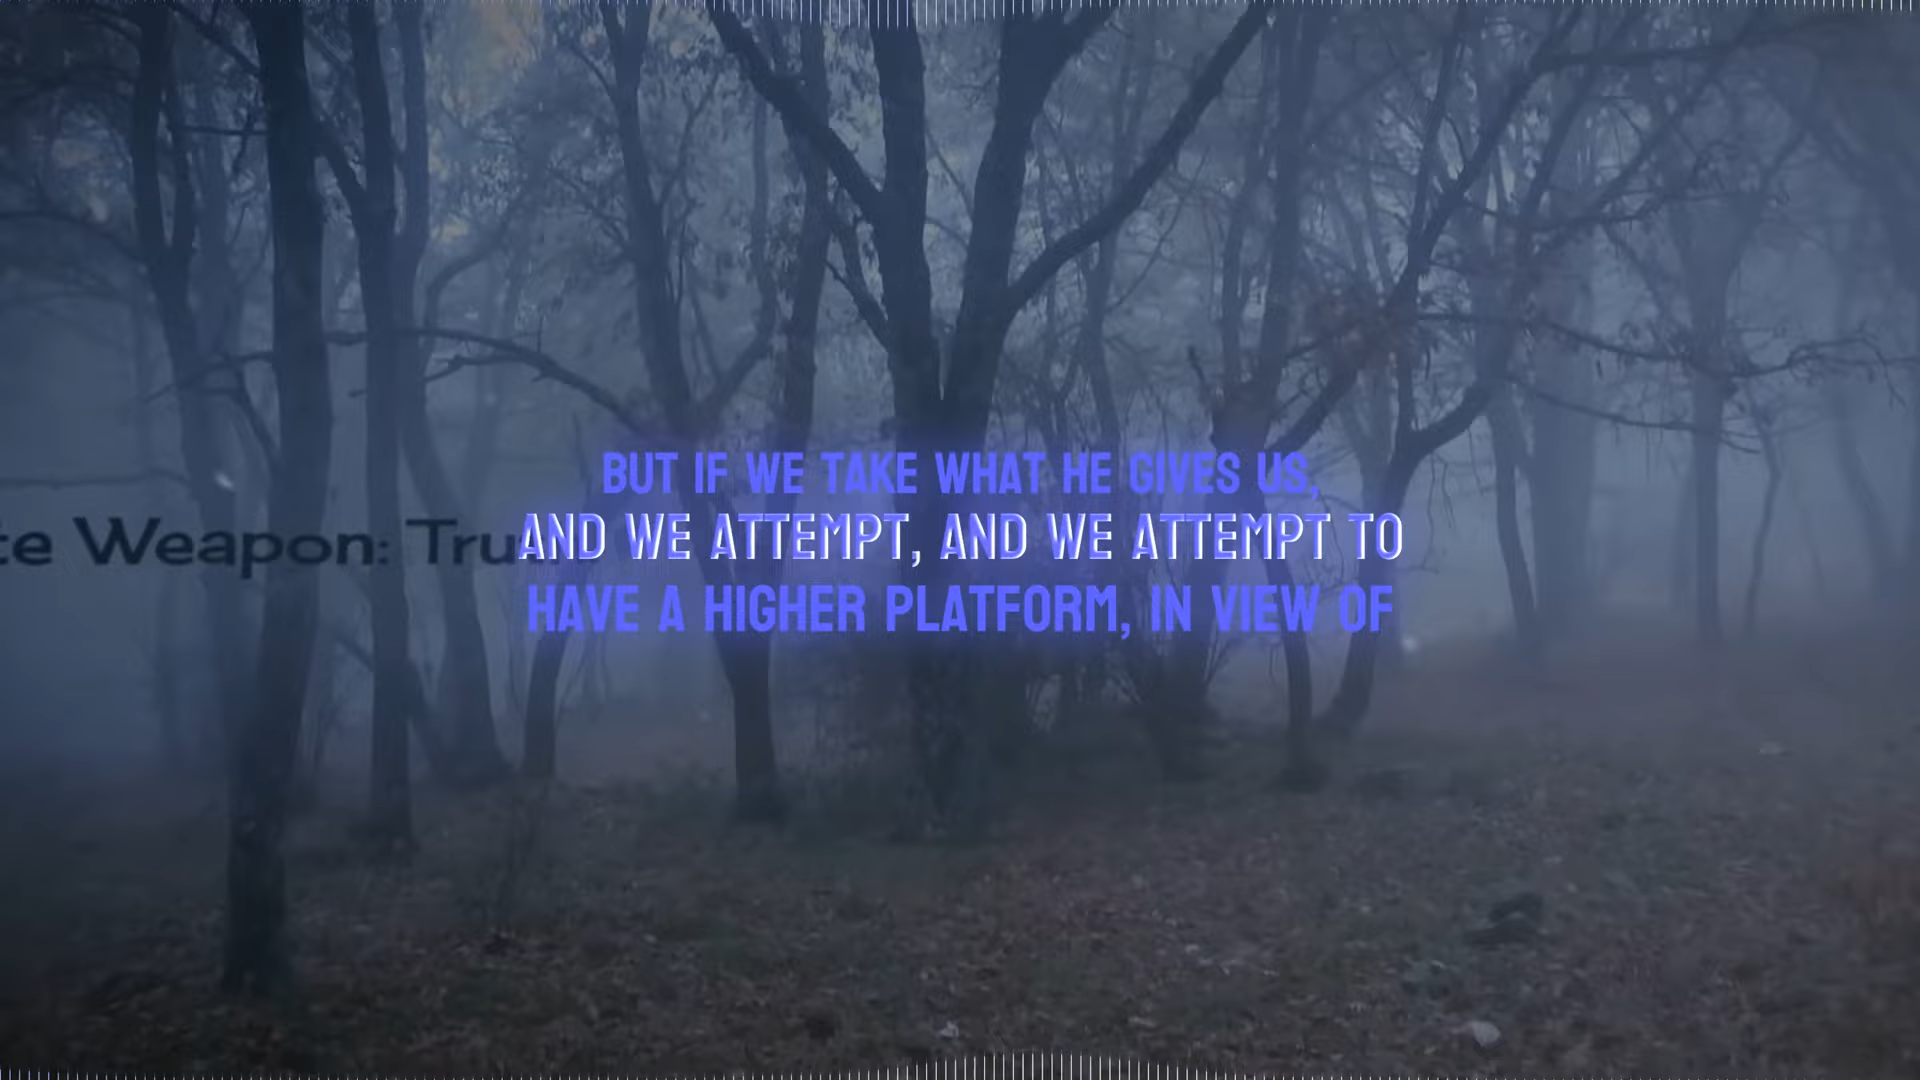 BUT IF WE TAKE WHAT HE GIVES US,
te Weapon: Tru
AND WE ATTEMPT, AND WE ATTEMPT TO
HAVE A HIGHER PLATFORM, IN VIEW OF